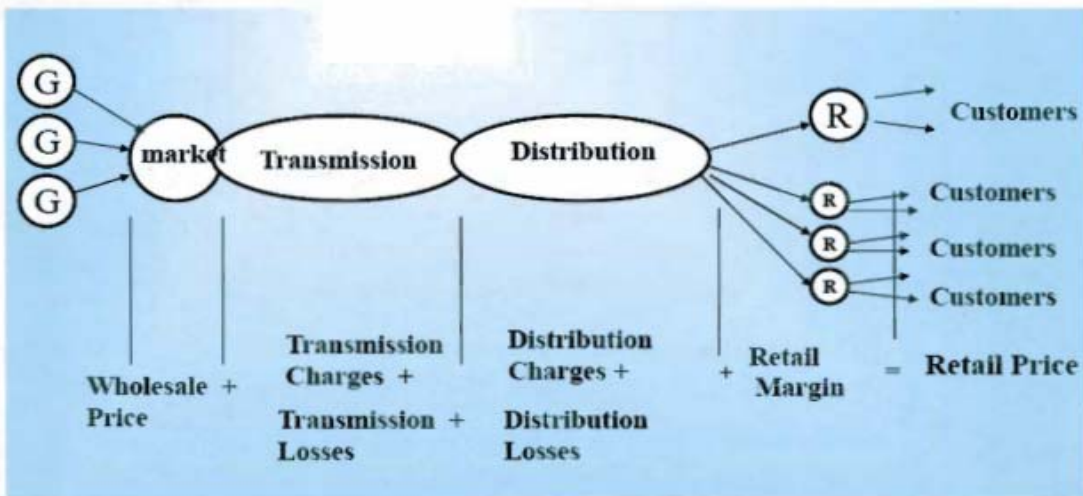 G
G
G
market
Transmission
Distribution
R
Customers
R
Customers
R
Customers
R
Customers
Wholesale +
Price
Transmission
Charges +
Transmission +
Losses
Distribution
Charges +
Distribution
Losses
+ Retail
Margin
= Retail Price